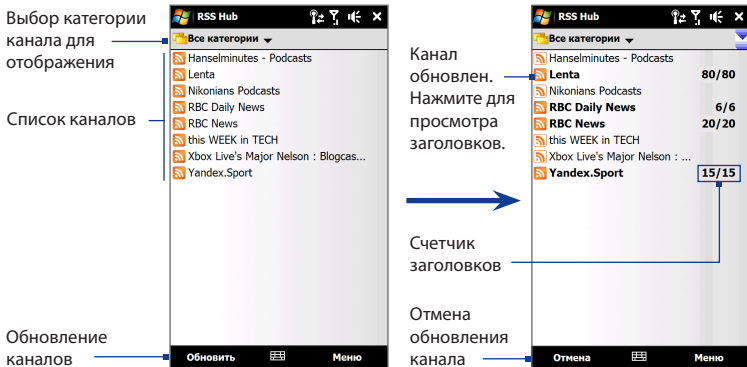 Выбор категории
канала для
отображения
Список каналов
Обновление
каналов
RSS Hub
Все категории
Hanselminutes - Podcasts
Lenta
Nikonians Podcasts
RBC Daily News
RBC News
this WEEK in TECH
Xbox Live's Major Nelson : Blogcas...
Yandex.Sport
Обновить
Меню
Канал
обновлен.
Нажмите для
просмотра
заголовков.
Счетчик
заголовков
Отмена
обновления
канала
RSS Hub
Все категории
Hanselminutes - Podcasts
Lenta 80/80
Nikonians Podcasts
RBC Daily News 6/6
RBC News 20/20
this WEEK in TECH
Xbox Live's Major Nelson : ...
Yandex.Sport 15/15
Отмена
Меню